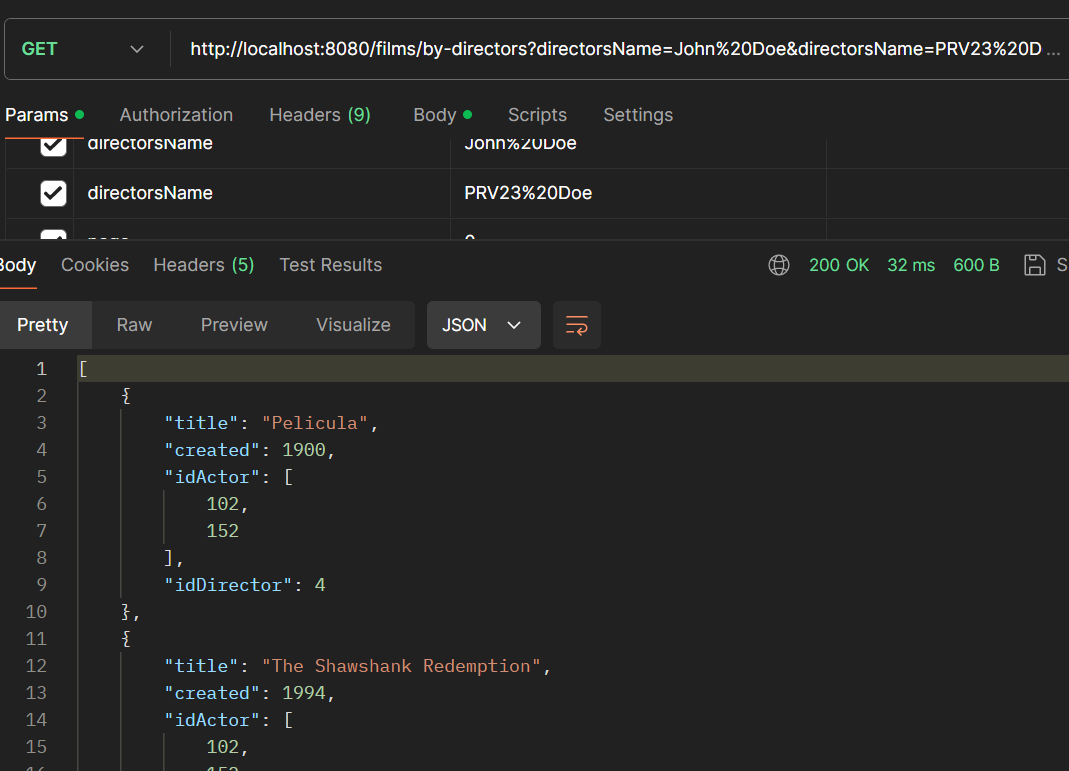 GET http://localhost:8080/films/by-directors?directorsName=John%20Doe&directorsName=PRV23%20D ...
Params Authorization Headers (9) Body Scripts Settings
directorsName John%20Doe
directorsName PRV23%20Doe
Body Cookies Headers (5) Test Results 200 OK 32 ms 600 B S
Pretty Raw Preview Visualize JSON
1 [
2 {
3 "title": "Pelicula",
4 "created": 1900,
5 "idActor": [
6 102,
7 152
8 ],
9 "idDirector": 4
10 },
11 {
12 "title": "The Shawshank Redemption",
13 "created": 1994,
14 "idActor": [
15 102,